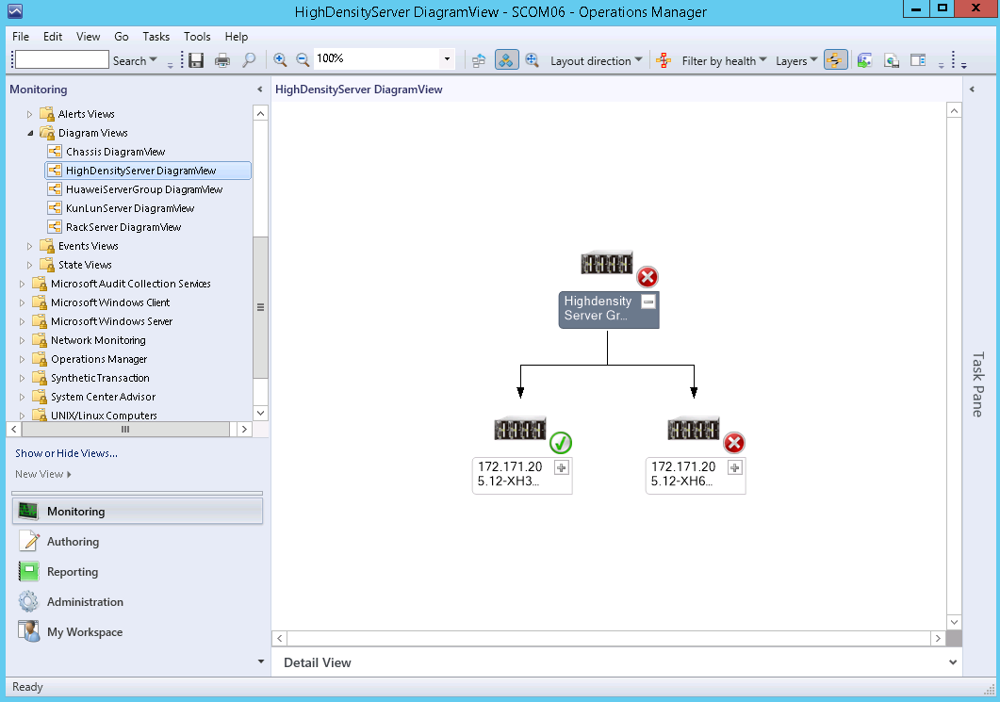 HighDensityServer DiagramView - SCOM06 - Operations Manager
File Edit View Go Tasks Tools Help
Search 100% Layout direction Filter by health Layers
Monitoring
Alerts Views
Diagram Views
Chassis DiagramView
HighDensityServer DiagramView
HuaweiServerGroup DiagramView
KunLunServer DiagramView
RackServer DiagramView
Events Views
State Views
Microsoft Audit Collection Services
Microsoft Windows Client
Microsoft Windows Server
Network Monitoring
Operations Manager
Synthetic Transaction
System Center Advisor
UNIX/Linux Computers
Show or Hide Views...
New View
Monitoring
Authoring
Reporting
Administration
My Workspace
HighDensityServer DiagramView
Highdensity
Server Gr...
172.171.20
5.12-XH3...
172.171.20
5.12-XH6...
Detail View
Task Pane
Ready